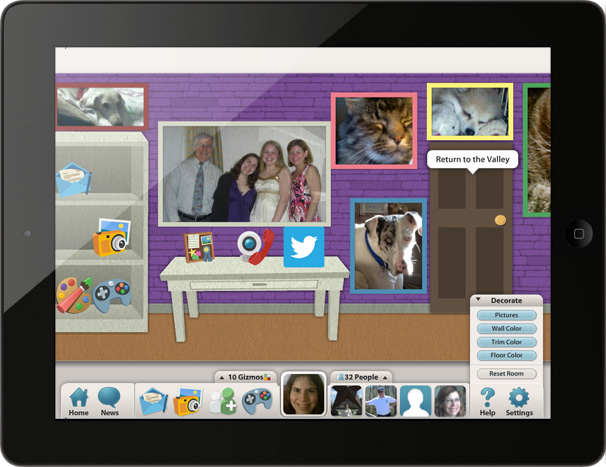 Return to the Valley
Decorate
Pictures
Wall Color
Trim Color
Floor Color
Reset Room
10 Gizmos
32 People
Home
News
Help
Settings